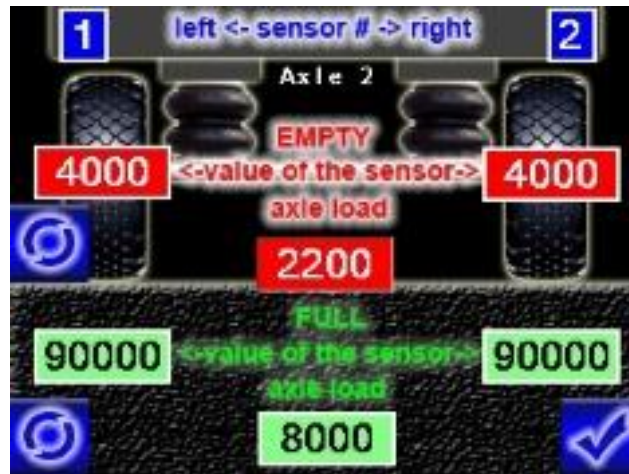 1 left <- sensor # -> right 2
Axle 2
EMPTY
4000 <-value of the sensor-> 4000
axle load
2200
FULL
90000 <-value of the sensor-> 90000
axle load
8000